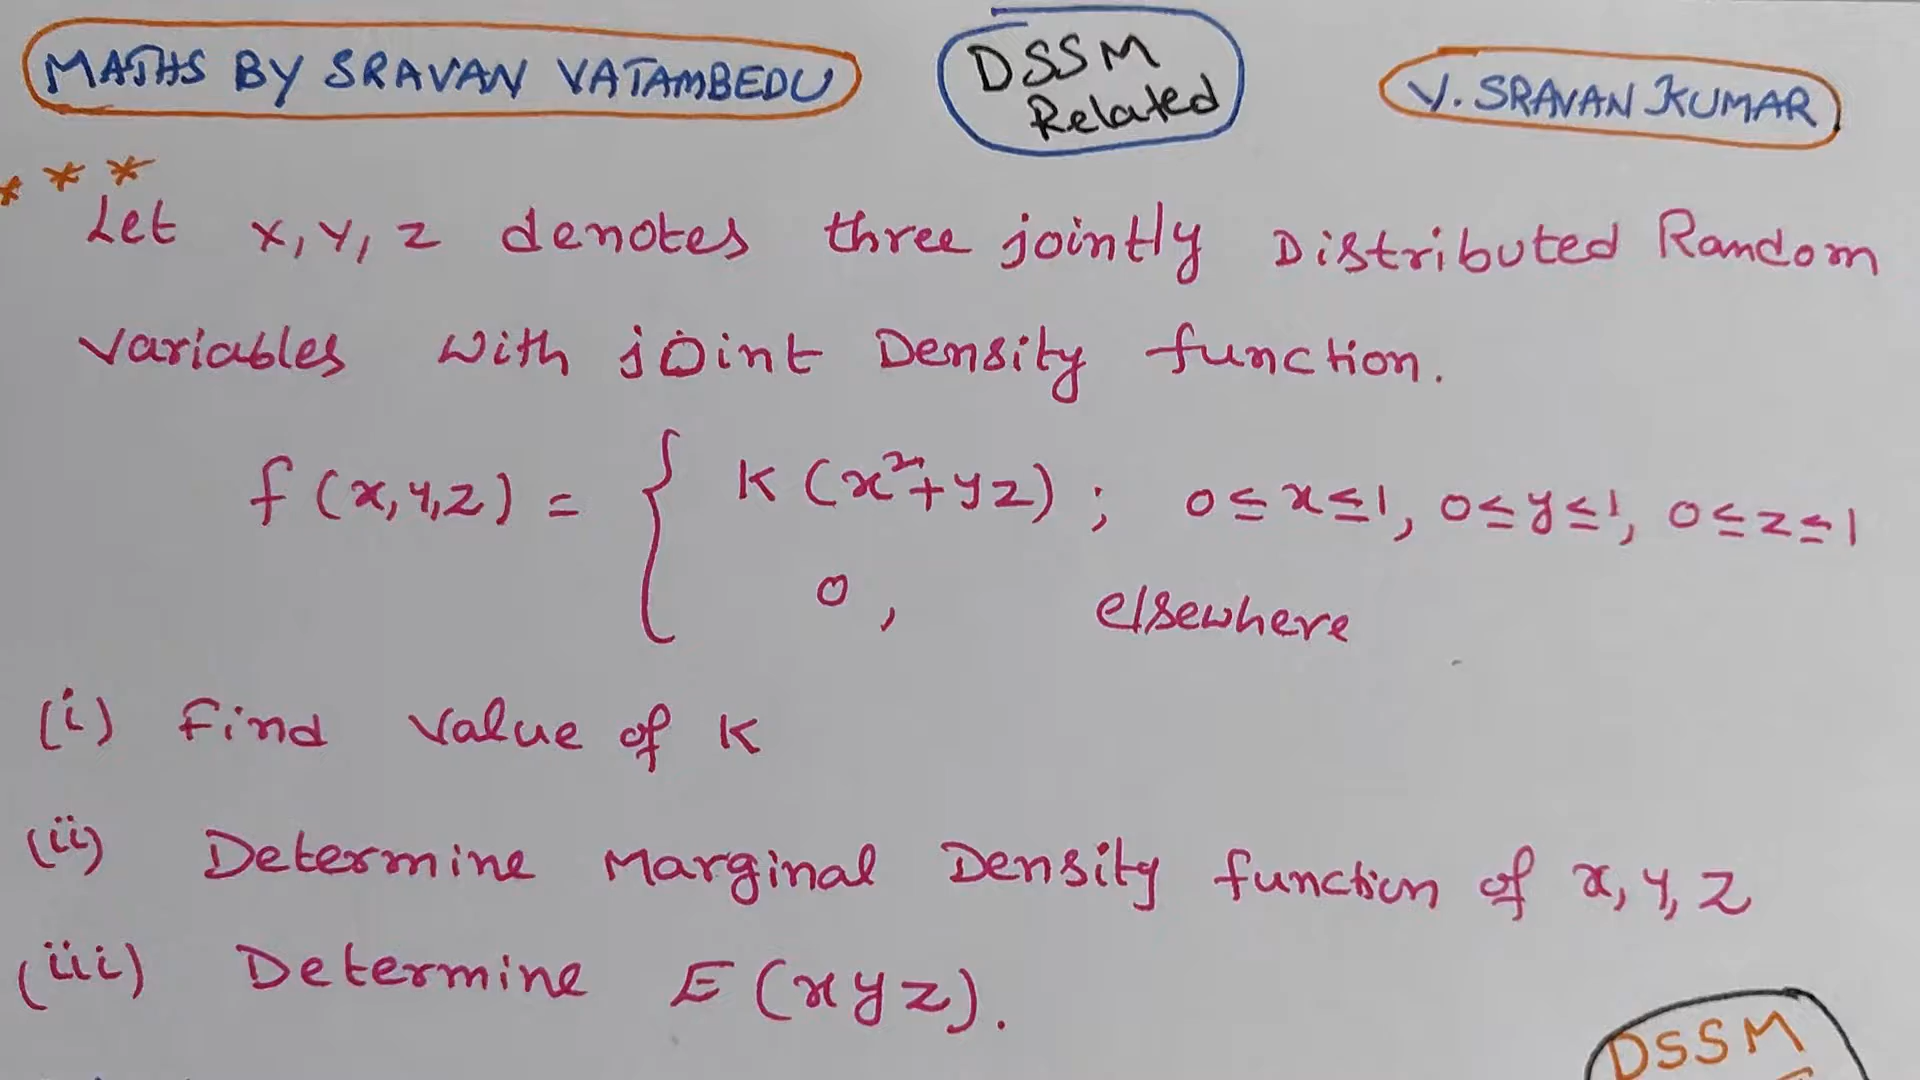 MATHS BY SRAVAN VATAMBEDU
DSSM
Related
V. SRAVAN KUMAR
* * *
Let x, y, z denotes three jointly Distributed Random
variables with joint Density function.
f(x,y,z) = { K(x²+yz) ; 0≤x≤1, 0≤y≤1, 0≤z≤1
0, elsewhere
(i) Find value of K
(ii) Determine Marginal Density function of x, y, z
(iii) Determine E(xyz).
DSSM